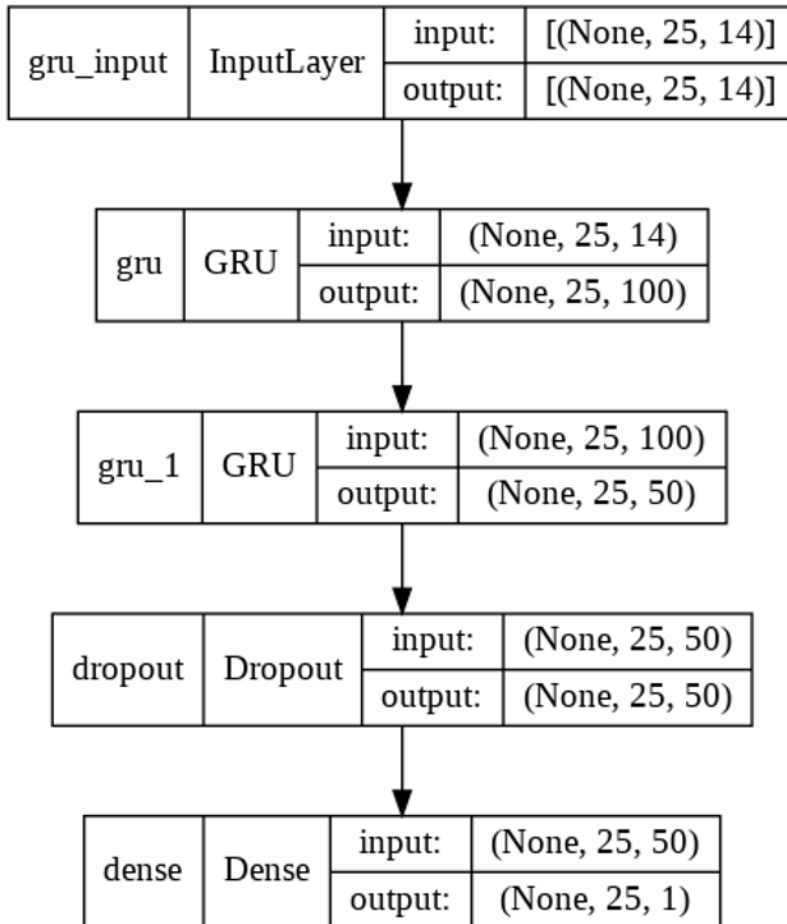 gru_input InputLayer input: [(None, 25, 14)]
output: [(None, 25, 14)]
gru GRU input: (None, 25, 14)
output: (None, 25, 100)
gru_1 GRU input: (None, 25, 100)
output: (None, 25, 50)
dropout Dropout input: (None, 25, 50)
output: (None, 25, 50)
dense Dense input: (None, 25, 50)
output: (None, 25, 1)